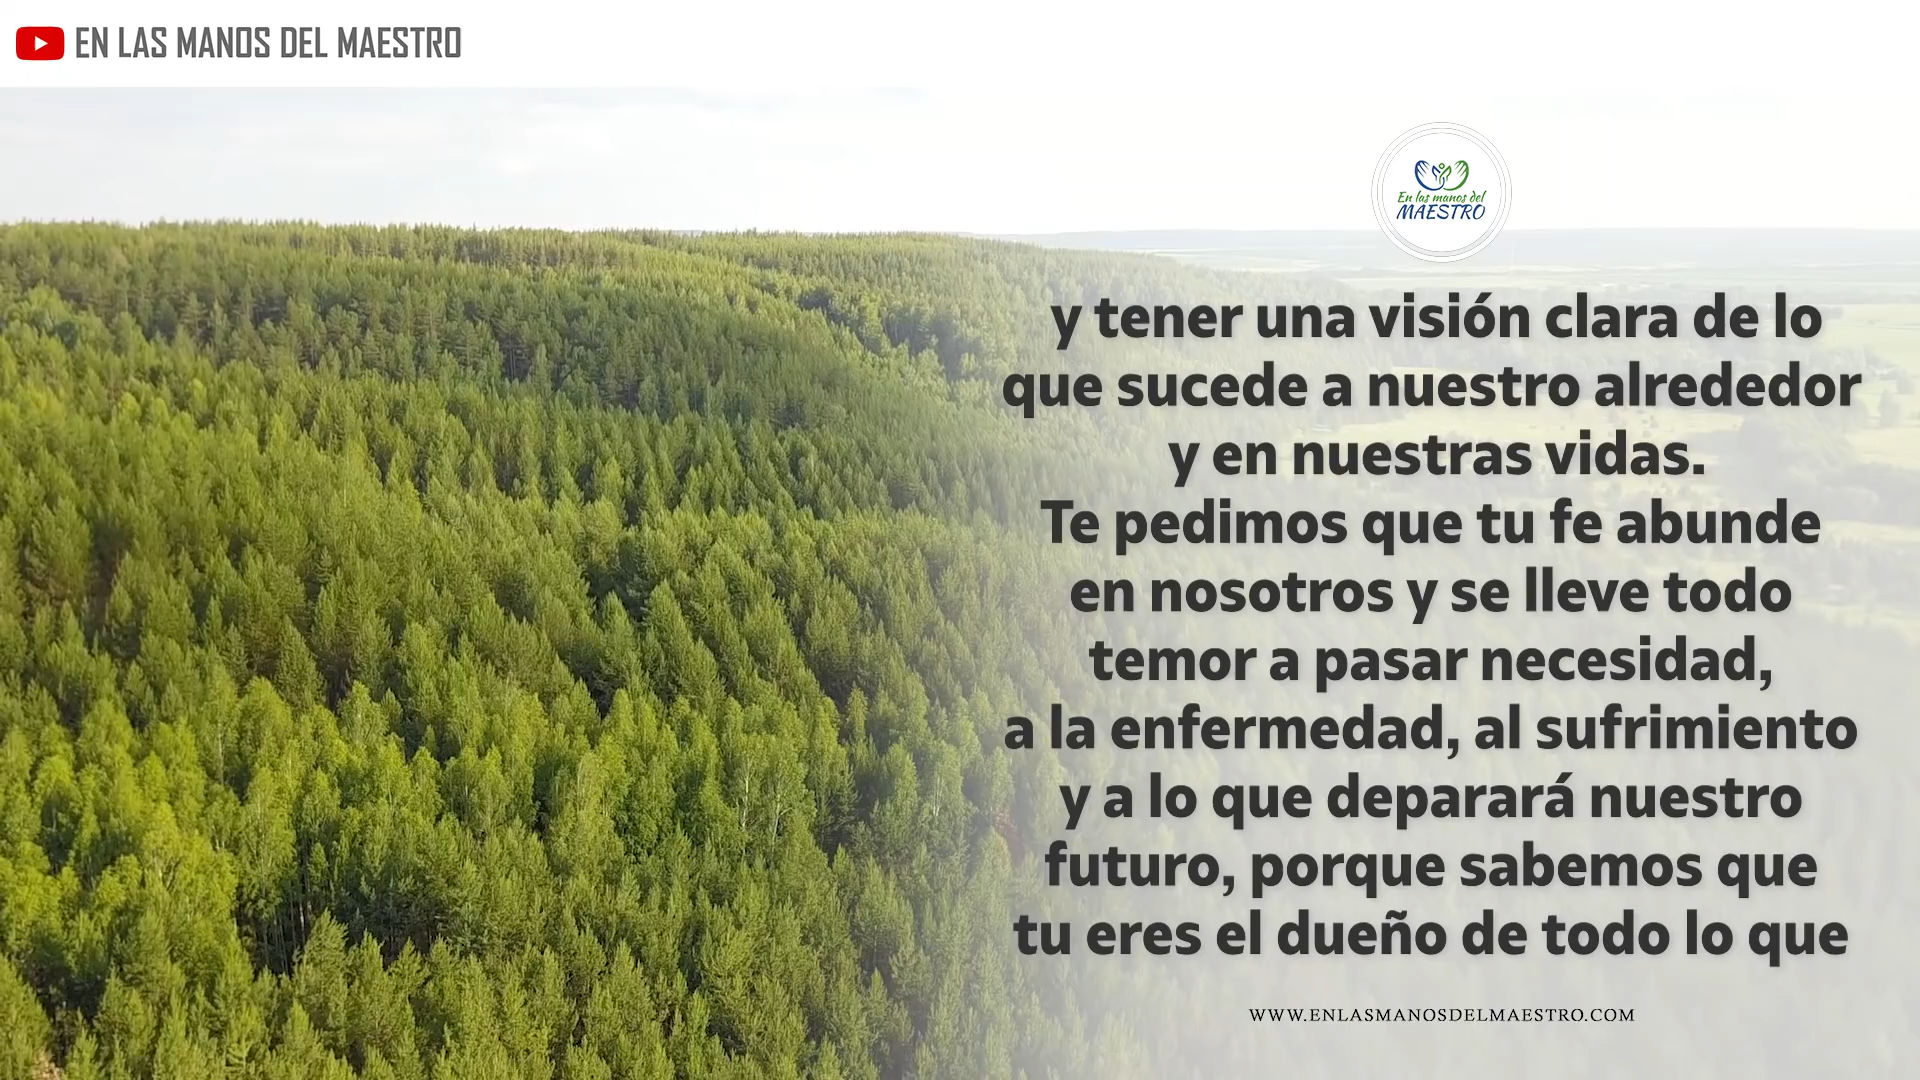 EN LAS MANOS DEL MAESTRO
En las manos del
MAESTRO
y tener una visión clara de lo
que sucede a nuestro alrededor
y en nuestras vidas.
Te pedimos que tu fe abunde
en nosotros y se lleve todo
temor a pasar necesidad,
a la enfermedad, al sufrimiento
y a lo que deparará nuestro
futuro, porque sabemos que
tu eres el dueño de todo lo que
WWW.ENLASMANOSDELMAESTRO.COM